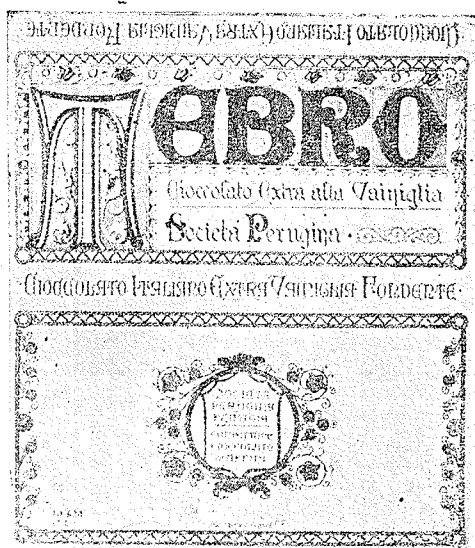 CIOCCOLATO ITALIANO EXTRA VAINIGLIA FONDENTE
TEBRO
Cioccolato Extra alla Vainiglia
Società Perugina
CIOCCOLATO ITALIANO EXTRA VAINIGLIA FONDENTE